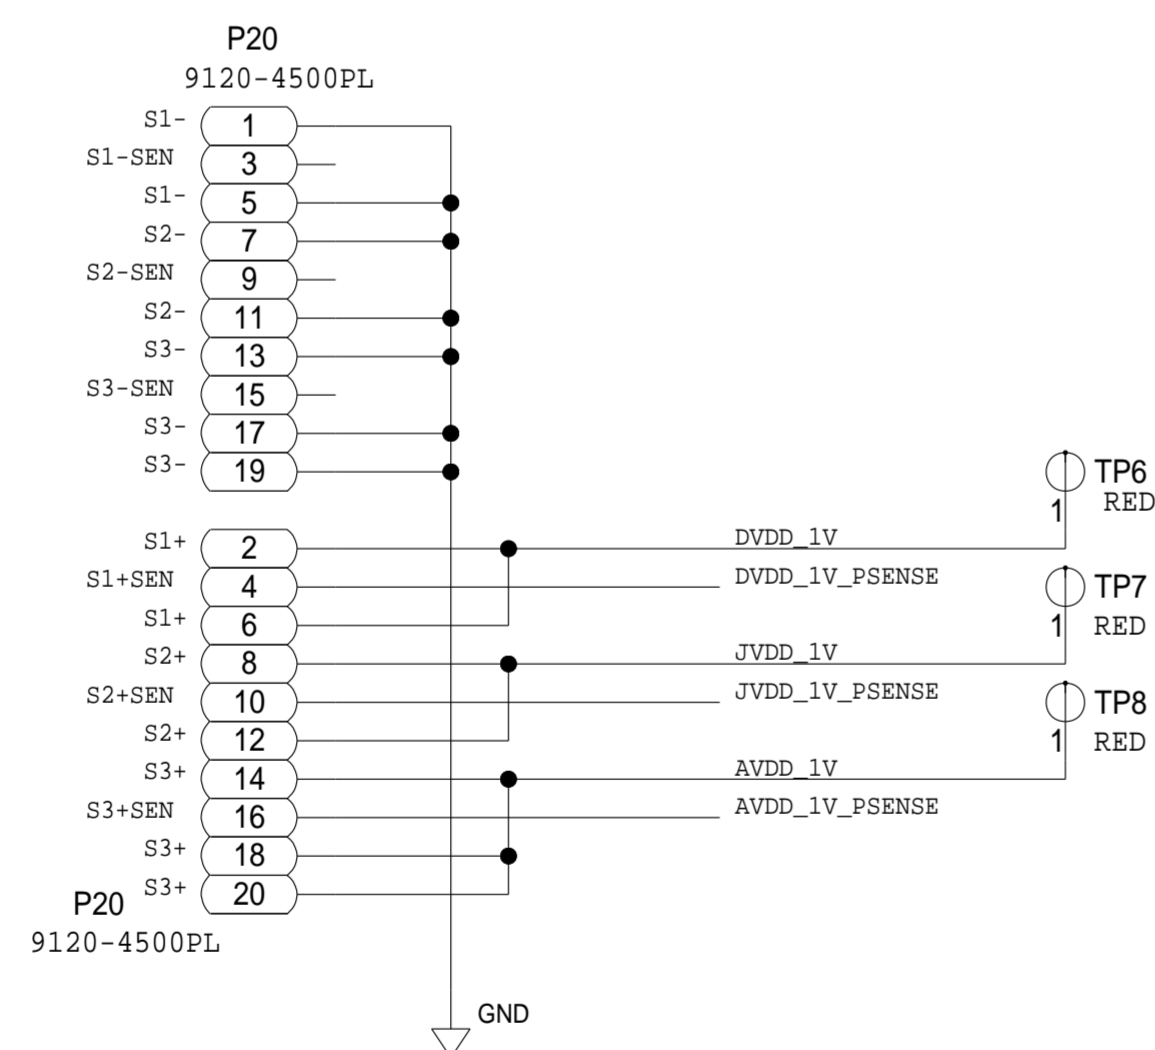 P20
9120-4500PL
S1- 1
S1-SEN 3
S1- 5
S2- 7
S2-SEN 9
S2- 11
S3- 13
S3-SEN 15
S3- 17
S3- 19
TP6
1 RED
S1+ 2 DVDD_1V
S1+SEN 4 DVDD_1V_PSENSE
TP7
S1+ 6
1 RED
S2+ 8 JVDD_1V
S2+SEN 10 JVDD_1V_PSENSE
TP8
S2+ 12
1 RED
S3+ 14 AVDD_1V
S3+SEN 16 AVDD_1V_PSENSE
S3+ 18
S3+ 20
P20
9120-4500PL
GND